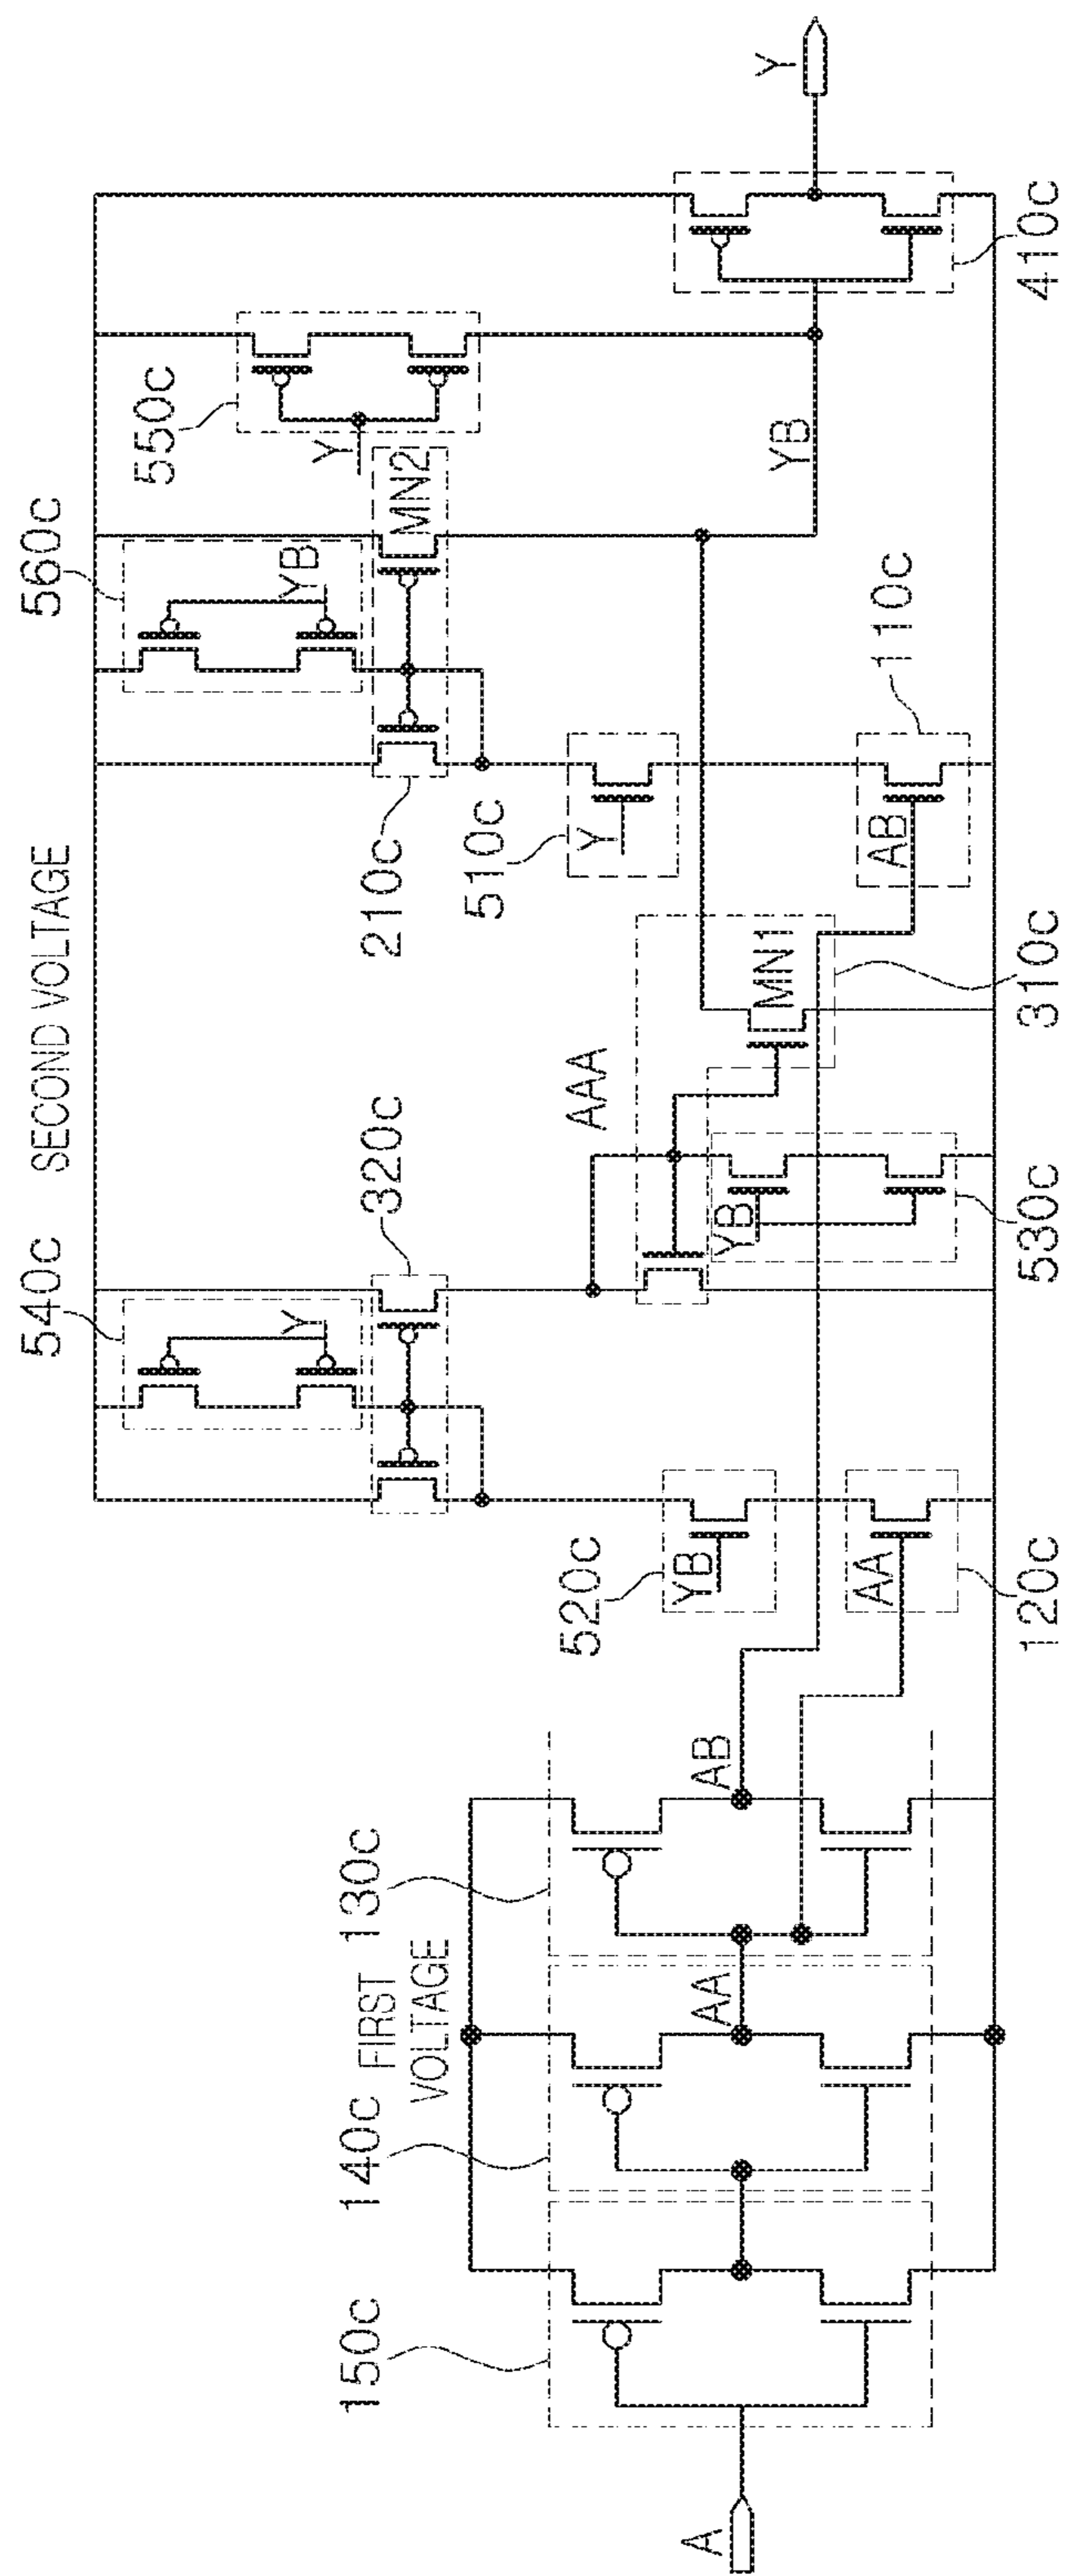 SECOND VOLTAGE
540c
Y
320c
560c
YB
MN2
210c
550c
Y
510c
Y
AAA
MN1
YB
530c
310c
520c
YB
AA
120c
AB
110c
YB
410c
Y
FIRST
VOLTAGE
150c
140c
130c
AA
AB
A